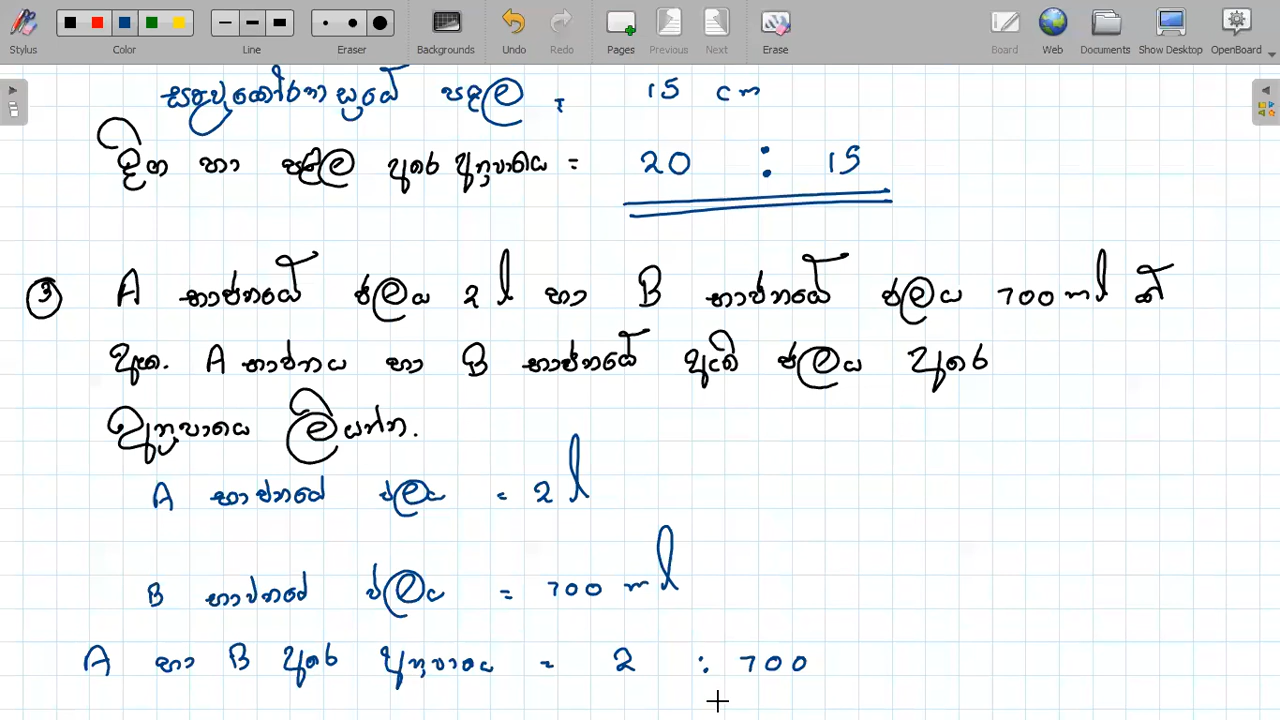 Stylus Color Line Eraser Backgrounds Undo Redo Pages Previous Next Erase Board Web Documents Show Desktop OpenBoard
සෘජුකෝරනාස්‍රයේ පළල = 15 cm
දිග හා පළල අතර අනුපාතය = 20 : 15
③ A භාජනයේ ජලය 2 l හා B භාජනයේ ජලය 700 ml ක්
ඇත. A භාජනය හා B භාජනයේ ඇති ජලය අතර
අනුපාතය ලියන්න.
A භාජනයේ ජලය = 2 l
B භාජනයේ ජලය = 700 ml
A හා B අතර අනුපාතය = 2 : 700